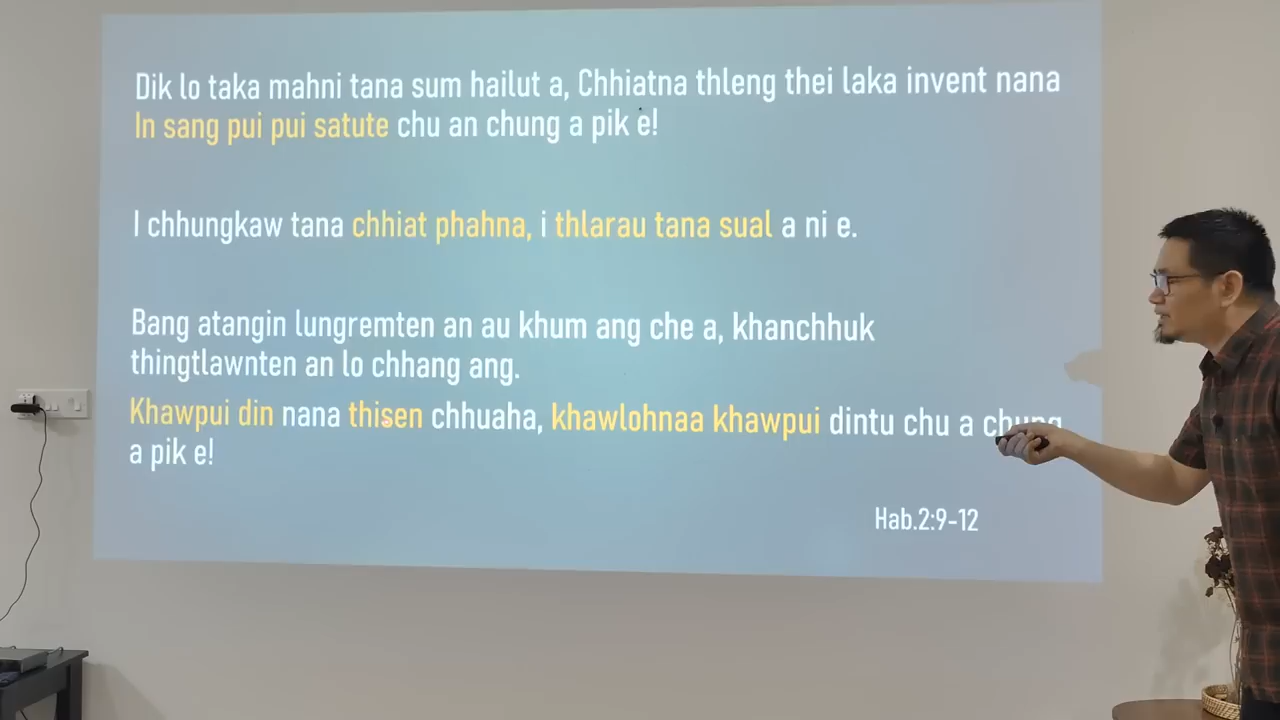 Dik lo taka mahni tana sum hailut a, Chhiatna thleng thei laka invent nana
In sang pui pui satute chu an chung a pik e!
I chhungkaw tana chhiat phahna, i thlarau tana sual a ni e.
Bang atangin lungremten an au khum ang che a, khanchhuk
thingtlawnten an lo chhang ang.
Khawpui din nana thisen chhuaha, khawlohnaa khawpui dintu chu a chung
a pik e!
Hab.2:9-12